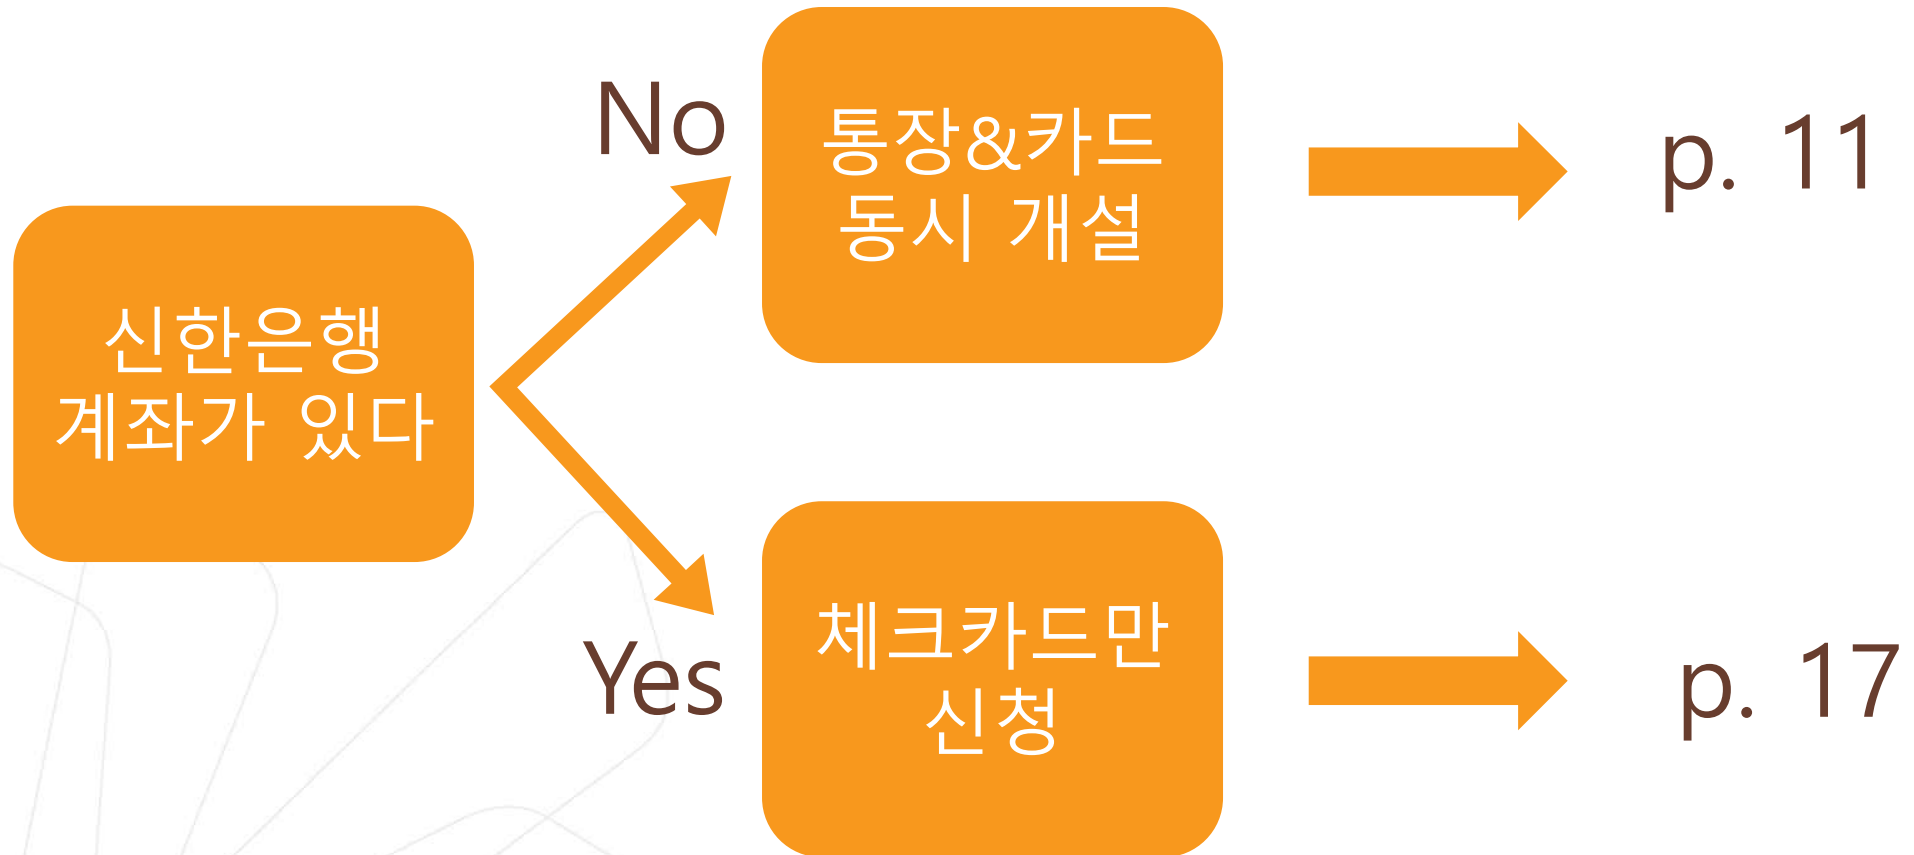 신한은행
계좌가 있다
No
통장&카드
동시 개설
p. 11
Yes
체크카드만
신청
p. 17